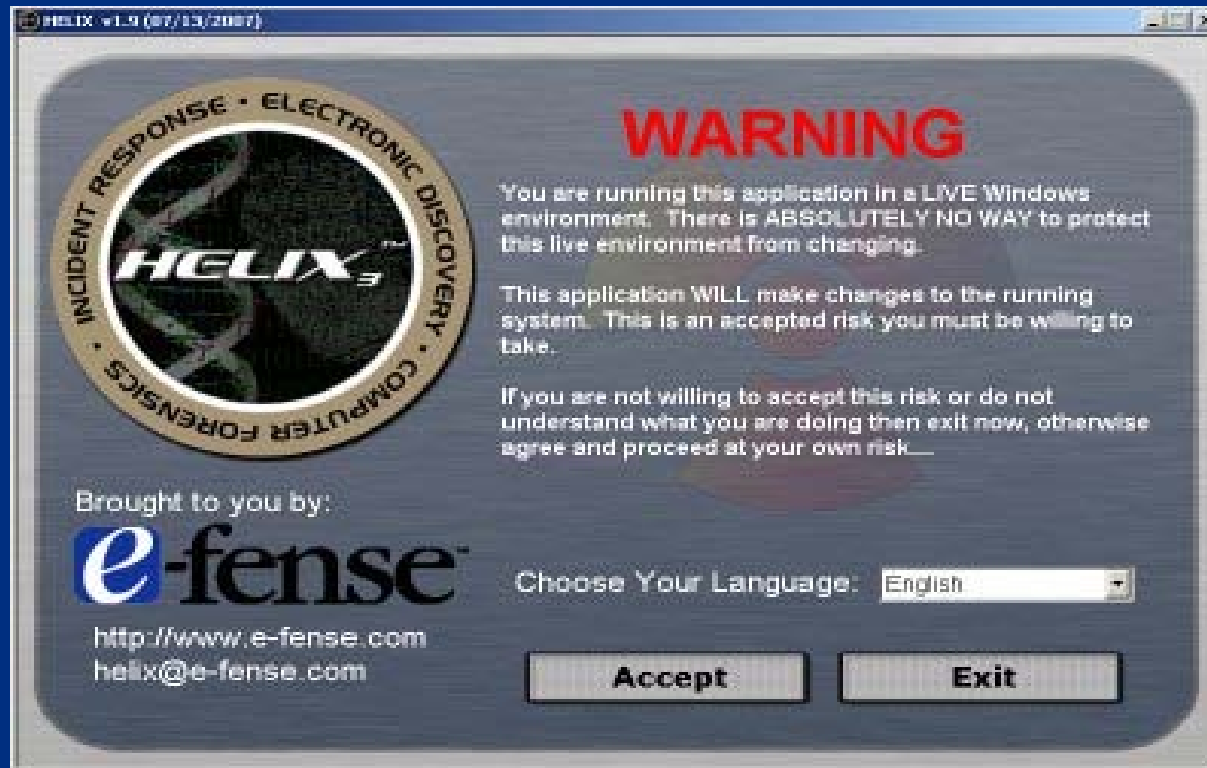 HELIX v1.9 (07/13/2007)
INCIDENT RESPONSE • ELECTRONIC DISCOVERY • COMPUTER FORENSICS •
HELIX3™
WARNING
You are running this application in a LIVE Windows
environment. There is ABSOLUTELY NO WAY to protect
this live environment from changing.
This application WILL make changes to the running
system. This is an accepted risk you must be willing to
take.
If you are not willing to accept this risk or do not
understand what you are doing then exit now, otherwise
agree and proceed at your own risk....
Brought to you by:
e-fense™
http://www.e-fense.com
helix@e-fense.com
Choose Your Language: English
Accept
Exit